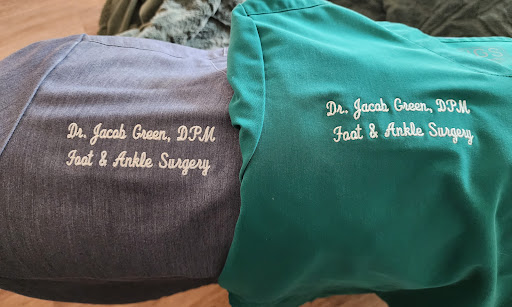 Dr. Jacob Green, DPM
Foot & Ankle Surgery
Dr. Jacob Green, DPM
Foot & Ankle Surgery